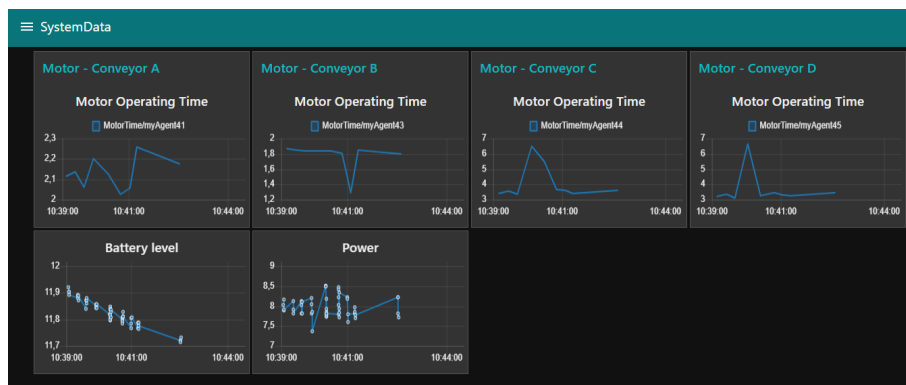 SystemData
Motor - Conveyor A
Motor Operating Time
MotorTime/myAgent41
2,3
2,2
2,1
2
10:39:00 10:41:00 10:44:00
Motor - Conveyor B
Motor Operating Time
MotorTime/myAgent43
2
1,8
1,6
1,4
1,2
10:39:00 10:41:00 10:44:00
Motor - Conveyor C
Motor Operating Time
MotorTime/myAgent44
7
6
5
4
3
10:39:00 10:41:00 10:44:00
Motor - Conveyor D
Motor Operating Time
MotorTime/myAgent45
7
6
5
4
3
10:39:00 10:41:00 10:44:00
Battery level
12
11,9
11,8
11,7
10:39:00 10:41:00 10:44:00
Power
9
8,5
8
7,5
7
10:39:00 10:41:00 10:44:00